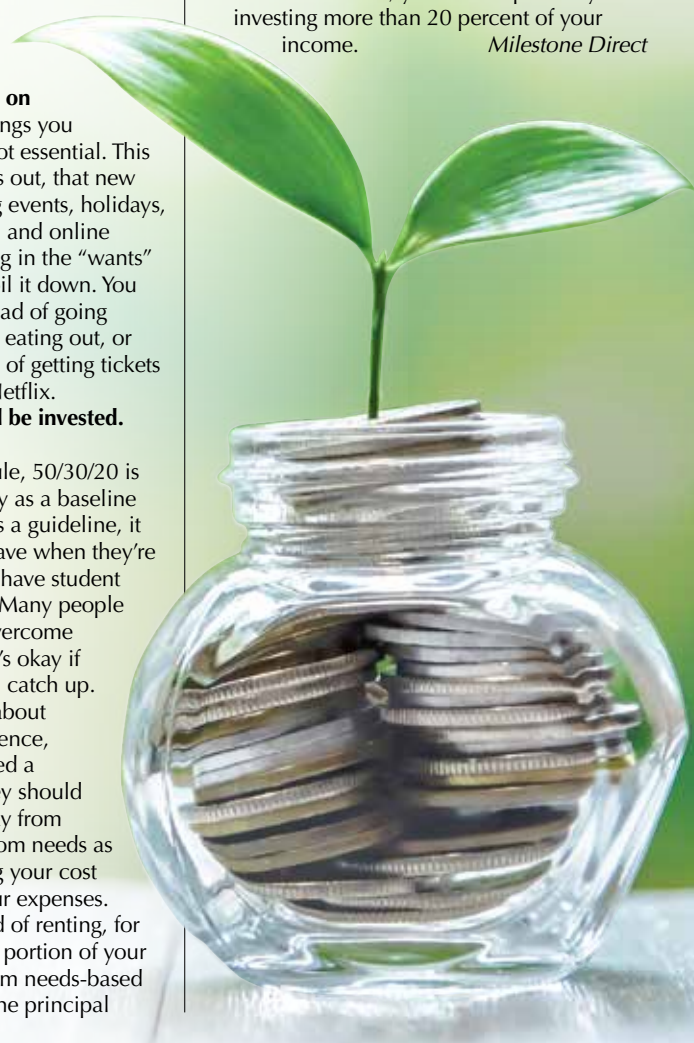 on
ngs you
ot essential. This
s out, that new
g events, holidays,
and online
g in the “wants”
il it down. You
ad of going
eating out, or
of getting tickets
Netflix.
l be invested.
ule, 50/30/20 is
y as a baseline
s a guideline, it
ave when they’re
have student
Many people
vercome
’s okay if
catch up.
about
ence,
ed a
ey should
y from
om needs as
g your cost
ur expenses.
d of renting, for
portion of your
m needs-based
he principal
investing more than 20 percent of your
income. Milestone Direct